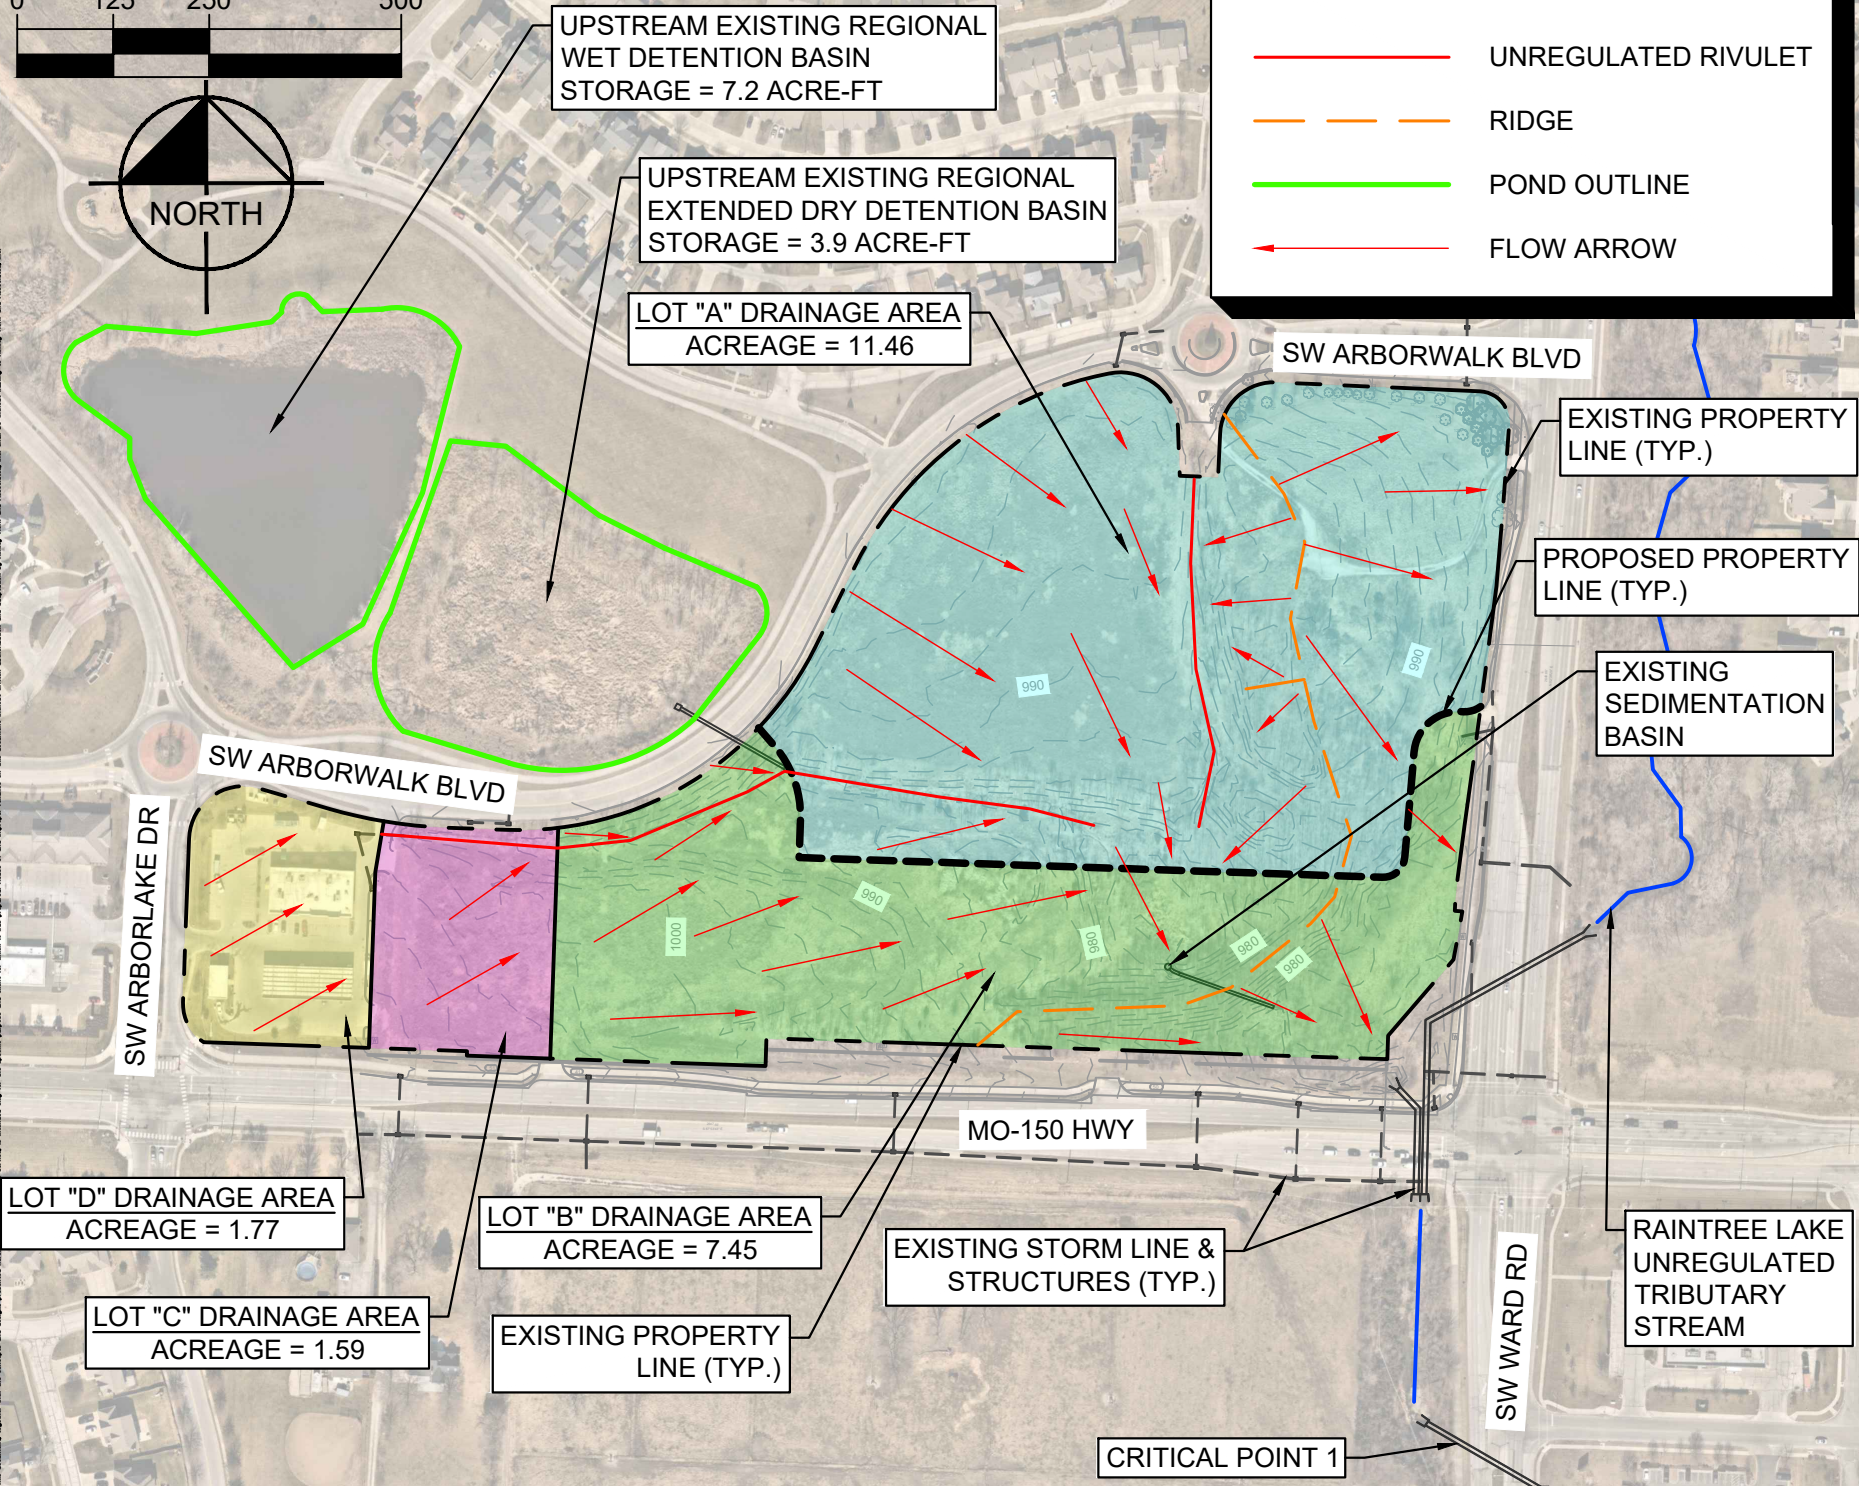 0 125 250 500
UPSTREAM EXISTING REGIONAL
WET DETENTION BASIN
STORAGE = 7.2 ACRE-FT
UNREGULATED RIVULET
RIDGE
POND OUTLINE
FLOW ARROW
NORTH
UPSTREAM EXISTING REGIONAL
EXTENDED DRY DETENTION BASIN
STORAGE = 3.9 ACRE-FT
LOT "A" DRAINAGE AREA
ACREAGE = 11.46
SW ARBORWALK BLVD
EXISTING PROPERTY
LINE (TYP.)
PROPOSED PROPERTY
LINE (TYP.)
990
990
EXISTING
SEDIMENTATION
BASIN
SW ARBORWALK BLVD
SW ARBORLAKE DR
990
1000
980
980
980
MO-150 HWY
LOT "D" DRAINAGE AREA
ACREAGE = 1.77
LOT "B" DRAINAGE AREA
ACREAGE = 7.45
EXISTING STORM LINE &
STRUCTURES (TYP.)
RAINTREE LAKE
UNREGULATED
TRIBUTARY
STREAM
SW WARD RD
LOT "C" DRAINAGE AREA
ACREAGE = 1.59
EXISTING PROPERTY
LINE (TYP.)
CRITICAL POINT 1